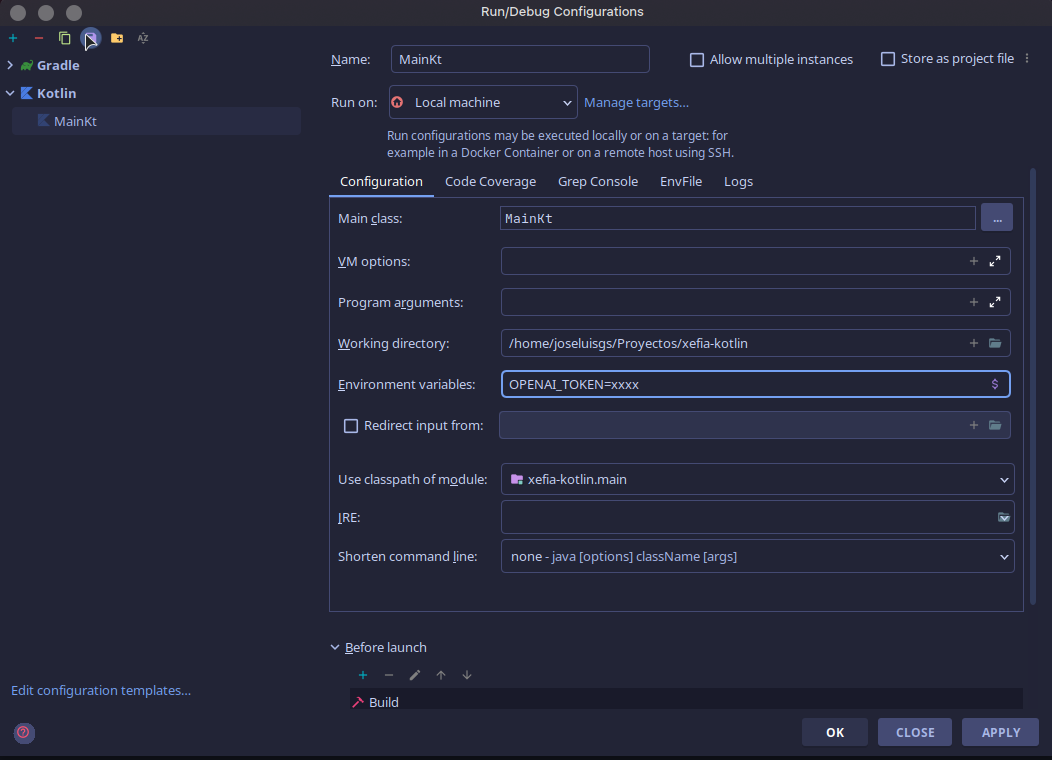 Run/Debug Configurations
Gradle
Kotlin
MainKt
Edit configuration templates...
Name: MainKt Allow multiple instances Store as project file
Run on: Local machine Manage targets...
Run configurations may be executed locally or on a target: for
example in a Docker Container or on a remote host using SSH.
Configuration Code Coverage Grep Console EnvFile Logs
Main class: MainKt ...
VM options:
Program arguments:
Working directory: /home/joseluisgs/Proyectos/xefia-kotlin
Environment variables: OPENAI_TOKEN=xxxx $
Redirect input from:
Use classpath of module: xefia-kotlin.main
JRE:
Shorten command line: none - java [options] className [args]
Before launch
Build
OK CLOSE APPLY